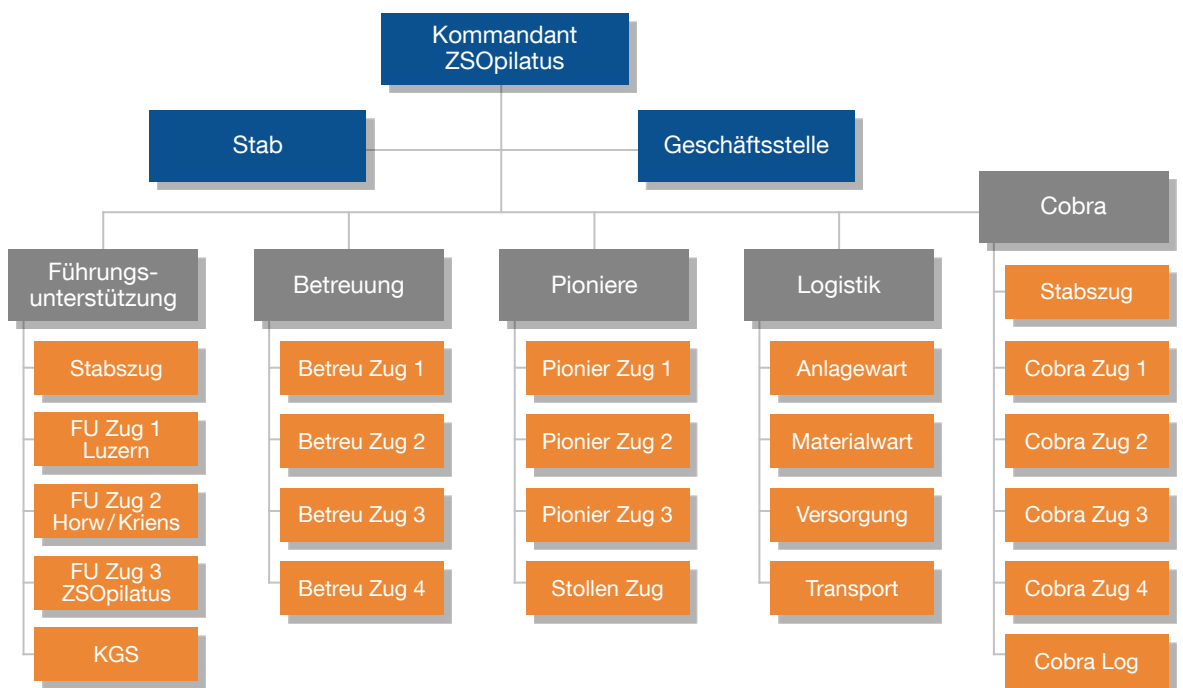 Kommandant
ZSOpilatus
Stab
Geschäftsstelle
Cobra
Führungs-
unterstützung
Betreuung
Pioniere
Logistik
Stabszug
FU Zug 1
Luzern
FU Zug 2
Horw/Kriens
FU Zug 3
ZSOpilatus
KGS
Betreu Zug 1
Betreu Zug 2
Betreu Zug 3
Betreu Zug 4
Pionier Zug 1
Pionier Zug 2
Pionier Zug 3
Stollen Zug
Anlagewart
Materialwart
Versorgung
Transport
Stabszug
Cobra Zug 1
Cobra Zug 2
Cobra Zug 3
Cobra Zug 4
Cobra Log